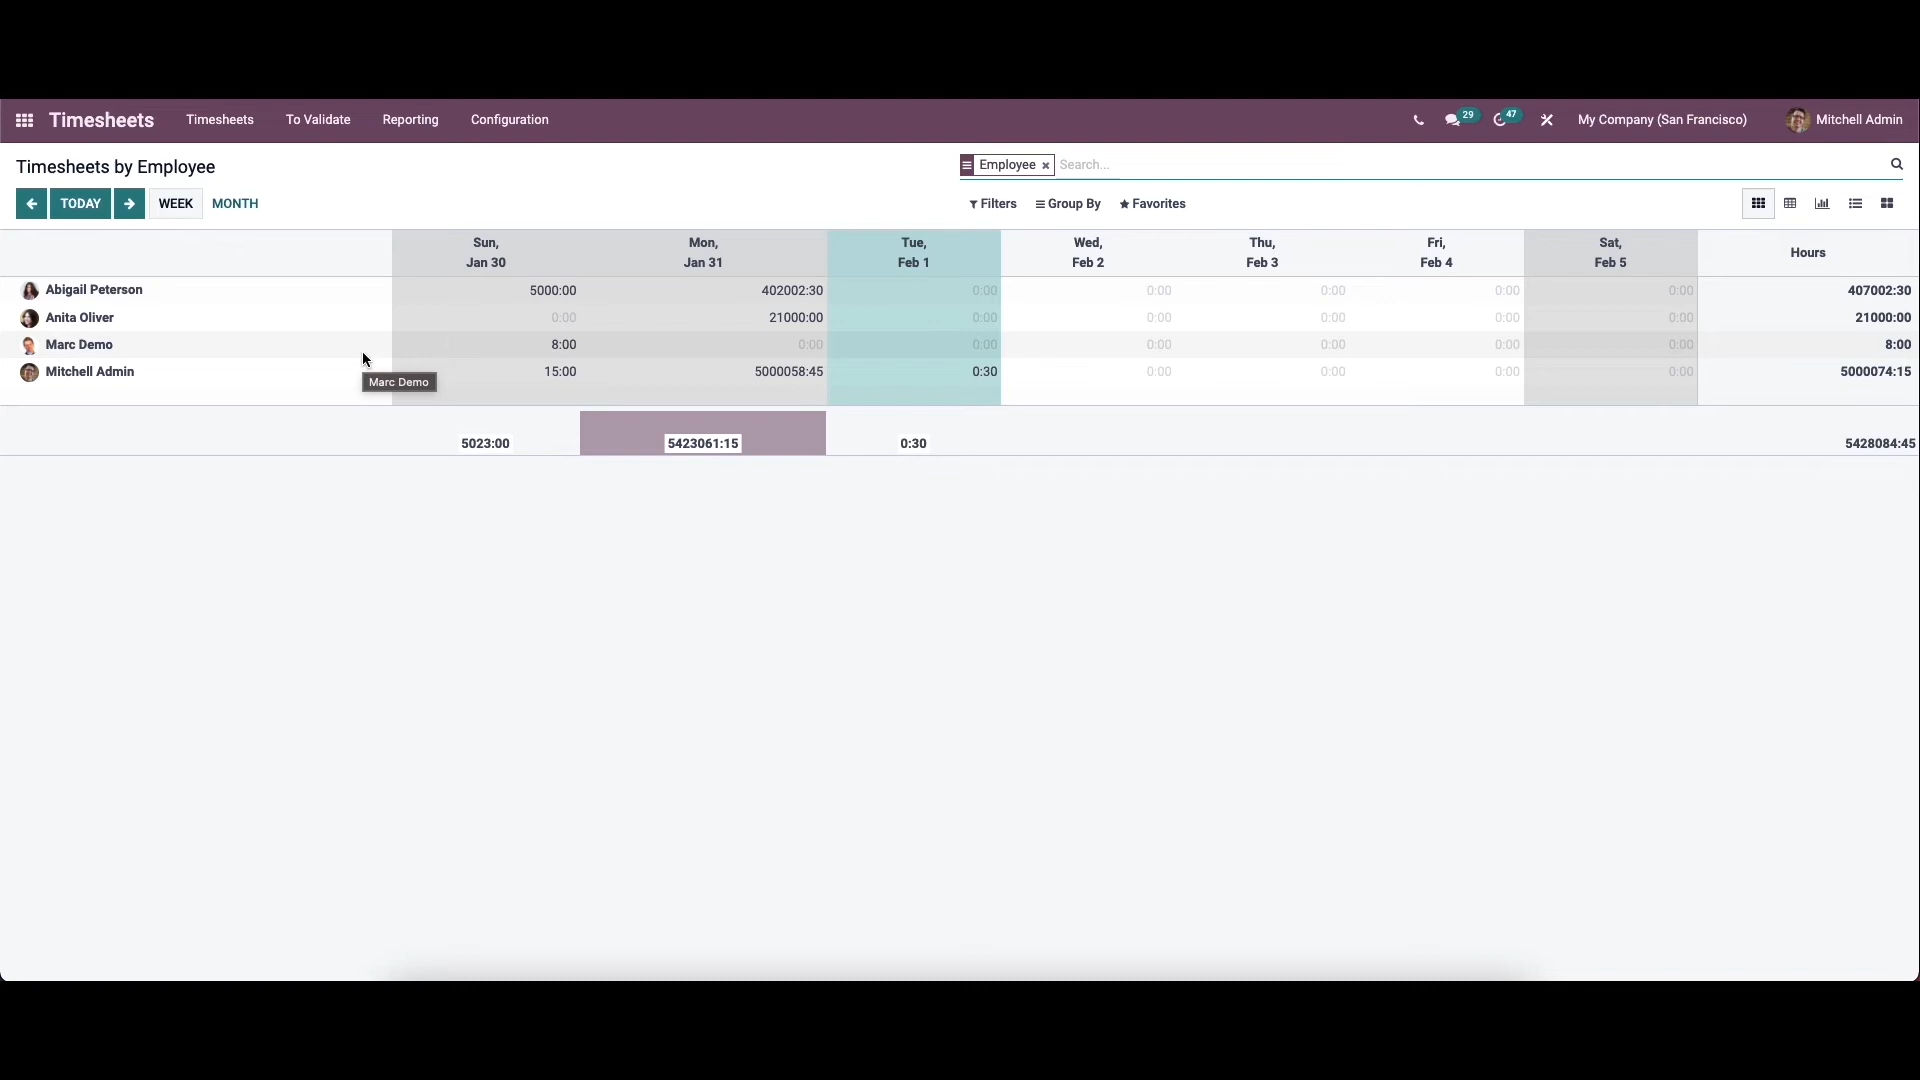 Timesheets Timesheets To Validate Reporting Configuration 29 47 My Company (San Francisco) Mitchell Admin
Timesheets by Employee Employee × Search...
TODAY WEEK MONTH Filters Group By Favorites
Sun, Mon, Tue, Wed, Thu, Fri, Sat, Hours
Jan 30 Jan 31 Feb 1 Feb 2 Feb 3 Feb 4 Feb 5
Abigail Peterson 5000:00 402002:30 0:00 0:00 0:00 0:00 0:00 407002:30
Anita Oliver 0:00 21000:00 0:00 0:00 0:00 0:00 0:00 21000:00
Marc Demo 8:00 0:00 0:00 0:00 0:00 0:00 0:00 8:00
Mitchell Admin 15:00 5000058:45 0:30 0:00 0:00 0:00 0:00 5000074:15
Marc Demo
5023:00 5423061:15 0:30 5428084:45